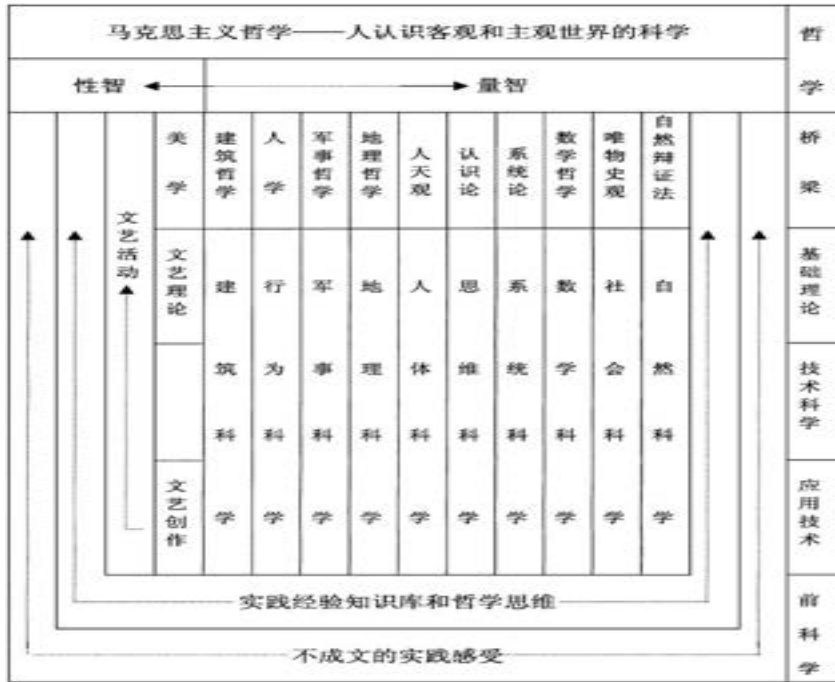 马克思主义哲学——人认识客观和主观世界的科学
哲学
性智
量智
美学
建筑哲学
人学
军事哲学
地理哲学
人天观
认识论
系统论
数学哲学
唯物史观
自然辩证法
桥梁
文艺活动
文艺理论
文艺创作
建筑科学
行为科学
军事科学
地理科学
人体科学
思维科学
系统科学
数学科学
社会科学
自然科学
基础理论
技术科学
应用技术
实践经验知识库和哲学思维
不成文的实践感受
前科学